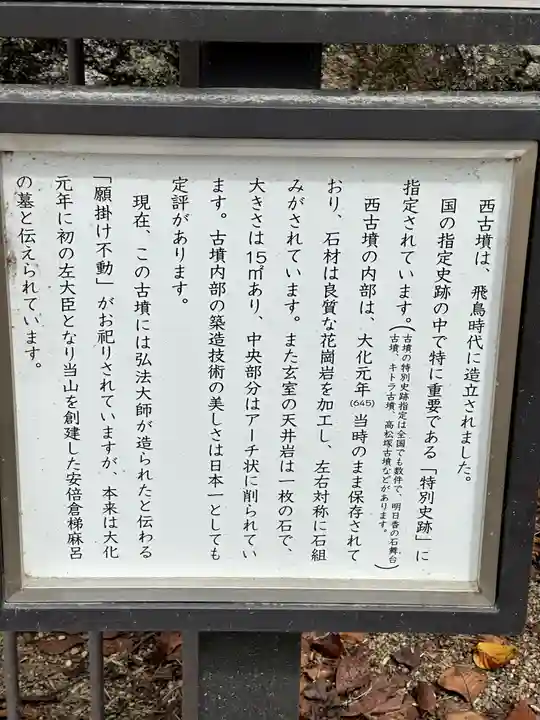 西古墳は、飛鳥時代に造立されました。
国の指定史跡の中で特に重要である「特別史跡」に
指定されています。(古墳の特別史跡指定は全国でも数件で、明日香の石舞台
古墳、キトラ古墳、高松塚古墳などがあります。)
西古墳の内部は、大化元年(645)当時のまま保存されて
おり、石材は良質な花崗岩を加工し、左右対称に石組
みがされています。また玄室の天井岩は一枚の石で、
大きさは15㎡あり、中央部分はアーチ状に削られてい
ます。古墳内部の築造技術の美しさは日本一としても
定評があります。
現在、この古墳には弘法大師が造られたと伝わる
「願掛け不動」がお祀りされていますが、本来は大化
元年に初の左大臣となり当山を創建した安倍倉梯麻呂
の墓と伝えられています。